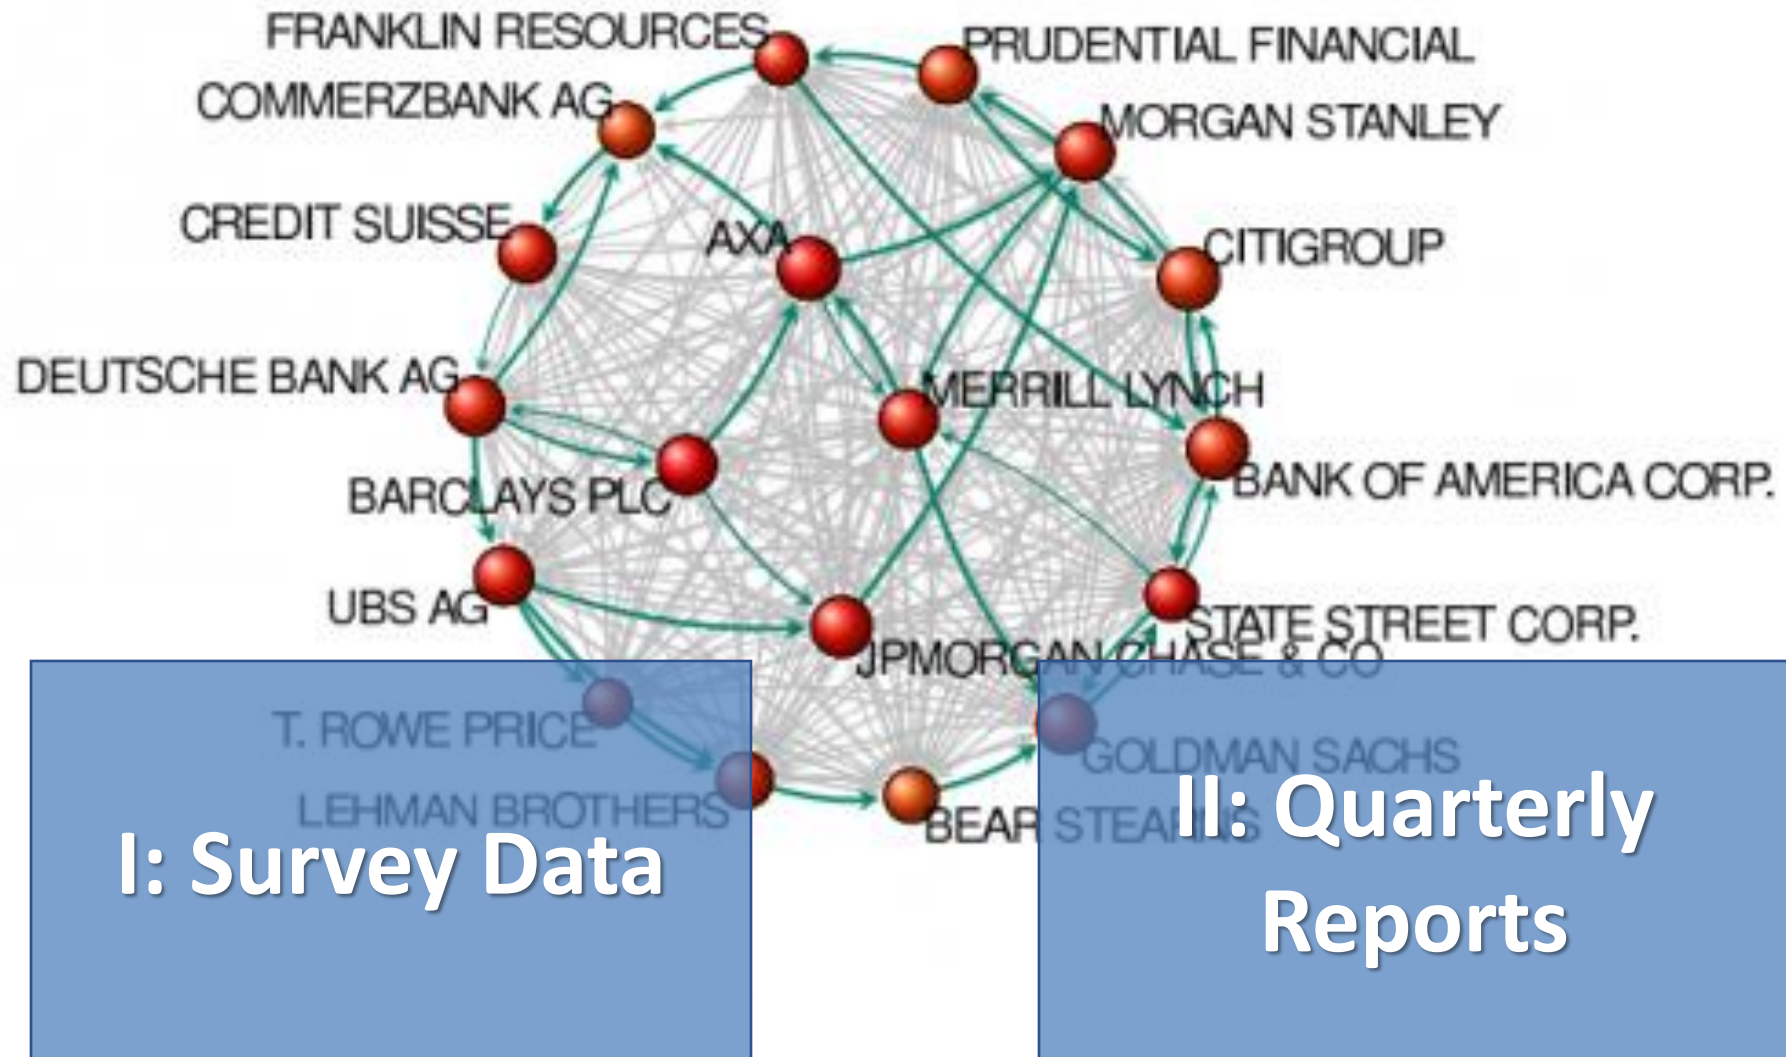 FRANKLIN RESOURCES
PRUDENTIAL FINANCIAL
COMMERZBANK AG
MORGAN STANLEY
CREDIT SUISSE
AXA
CITIGROUP
DEUTSCHE BANK AG
MERRILL LYNCH
BANK OF AMERICA CORP.
BARCLAYS PLC
UBS AG
STATE STREET CORP.
JPMORGAN CHASE & CO
T. ROWE PRICE
GOLDMAN SACHS
LEHMAN BROTHERS
BEAR STEARNS
I: Survey Data
II: Quarterly
Reports